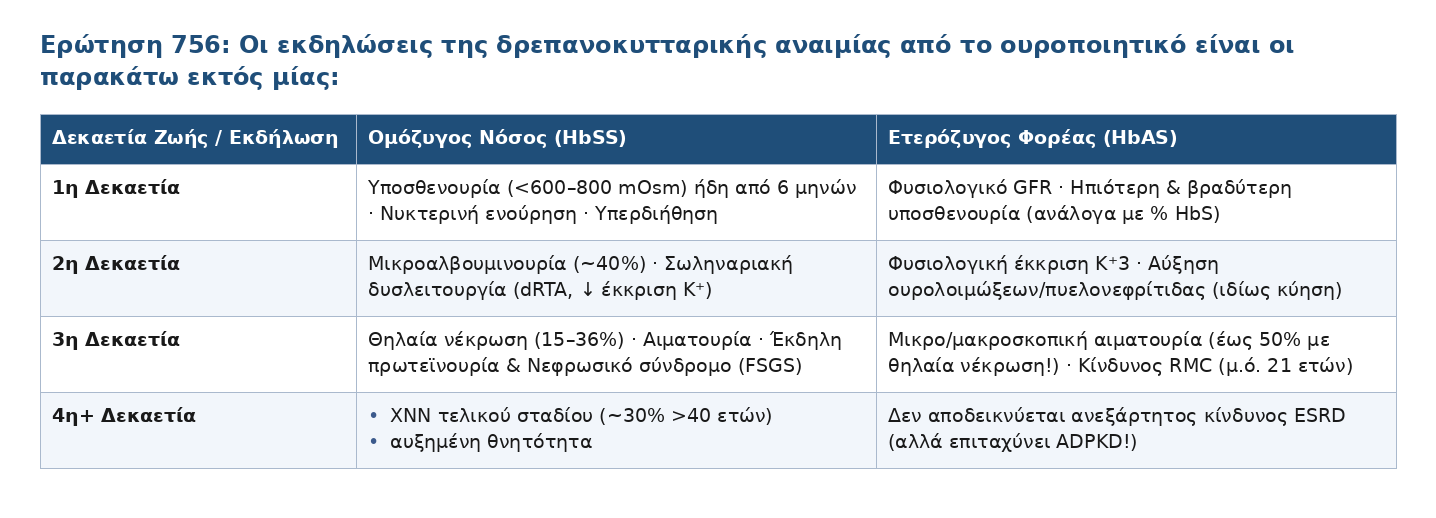 Ερώτηση 756: Οι εκδηλώσεις της δρεπανοκυτταρικής αναιμίας από το ουροποιητικό είναι οι
παρακάτω εκτός μίας:
Δεκαετία Ζωής / Εκδήλωση
Ομόζυγος Νόσος (HbSS)
Ετερόζυγος Φορέας (HbAS)
1η Δεκαετία
Υποσθενουρία (<600–800 mOsm) ήδη από 6 μηνών
· Νυκτερινή ενούρηση · Υπερδιήθηση
Φυσιολογικό GFR · Ηπιότερη & βραδύτερη
υποσθενουρία (ανάλογα με % HbS)
2η Δεκαετία
Μικροαλβουμινουρία (~40%) · Σωληναριακή
δυσλειτουργία (dRTA, ↓ έκκριση K⁺)
Φυσιολογική έκκριση K⁺3 · Αύξηση
ουρολοιμώξεων/πυελονεφρίτιδας (ιδίως κύηση)
3η Δεκαετία
Θηλαία νέκρωση (15–36%) · Αιματουρία · Έκδηλη
πρωτεϊνουρία & Νεφρωσικό σύνδρομο (FSGS)
Μικρο/μακροσκοπική αιματουρία (έως 50% με
θηλαία νέκρωση!) · Κίνδυνος RMC (μ.ό. 21 ετών)
4η+ Δεκαετία
• ΧΝΝ τελικού σταδίου (~30% >40 ετών)
• αυξημένη θνητότητα
Δεν αποδεικνύεται ανεξάρτητος κίνδυνος ESRD
(αλλά επιταχύνει ADPKD!)